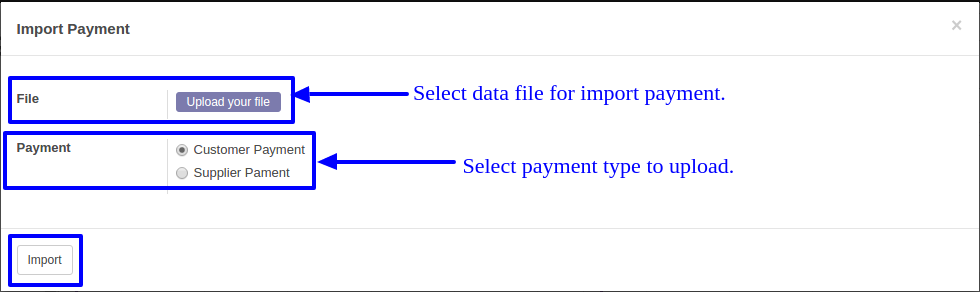 Import Payment
×
File
Upload your file
Select data file for import payment.
Payment
Customer Payment
Supplier Pament
Select payment type to upload.
Import